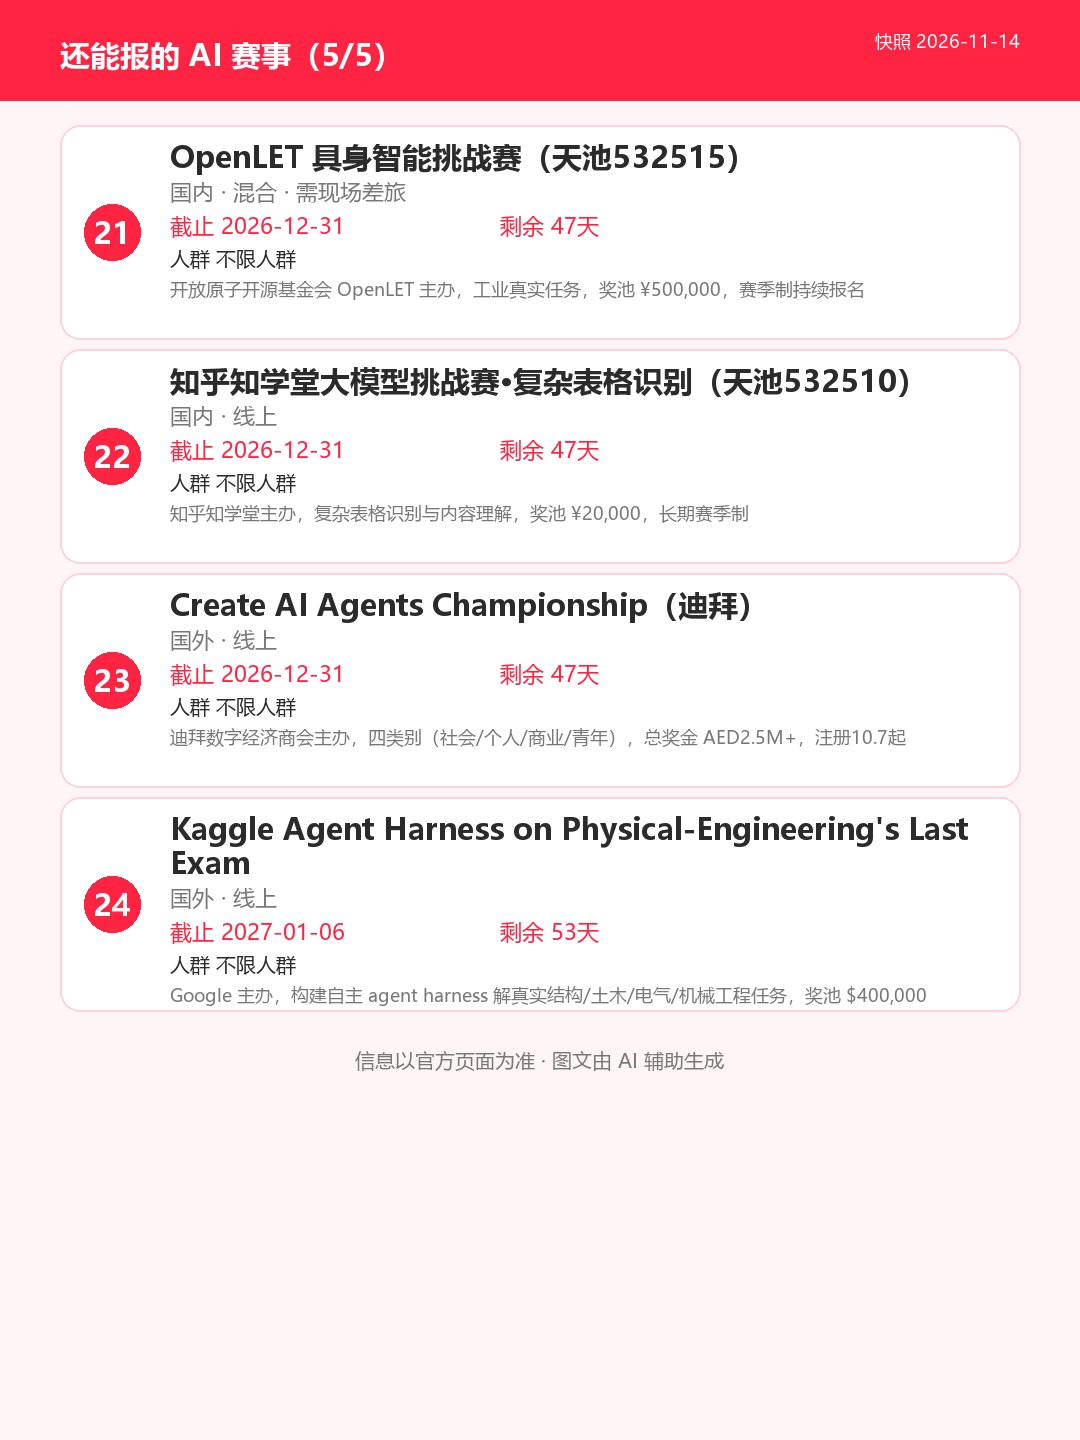 还能报的 AI 赛事（5/5）
快照 2026-11-14
OpenLET 具身智能挑战赛（天池532515）
国内 · 混合 · 需现场差旅
21
截止 2026-12-31
剩余 47天
人群 不限人群
开放原子开源基金会 OpenLET 主办，工业真实任务，奖池 ¥500,000，赛季制持续报名
知乎知学堂大模型挑战赛•复杂表格识别（天池532510）
国内 · 线上
22
截止 2026-12-31
剩余 47天
人群 不限人群
知乎知学堂主办，复杂表格识别与内容理解，奖池 ¥20,000，长期赛季制
Create AI Agents Championship（迪拜）
国外 · 线上
23
截止 2026-12-31
剩余 47天
人群 不限人群
迪拜数字经济商会主办，四类别（社会/个人/商业/青年），总奖金 AED2.5M+，注册10.7起
Kaggle Agent Harness on Physical-Engineering's Last
Exam
国外 · 线上
24
截止 2027-01-06
剩余 53天
人群 不限人群
Google 主办，构建自主 agent harness 解真实结构/土木/电气/机械工程任务，奖池 $400,000
信息以官方页面为准 · 图文由 AI 辅助生成